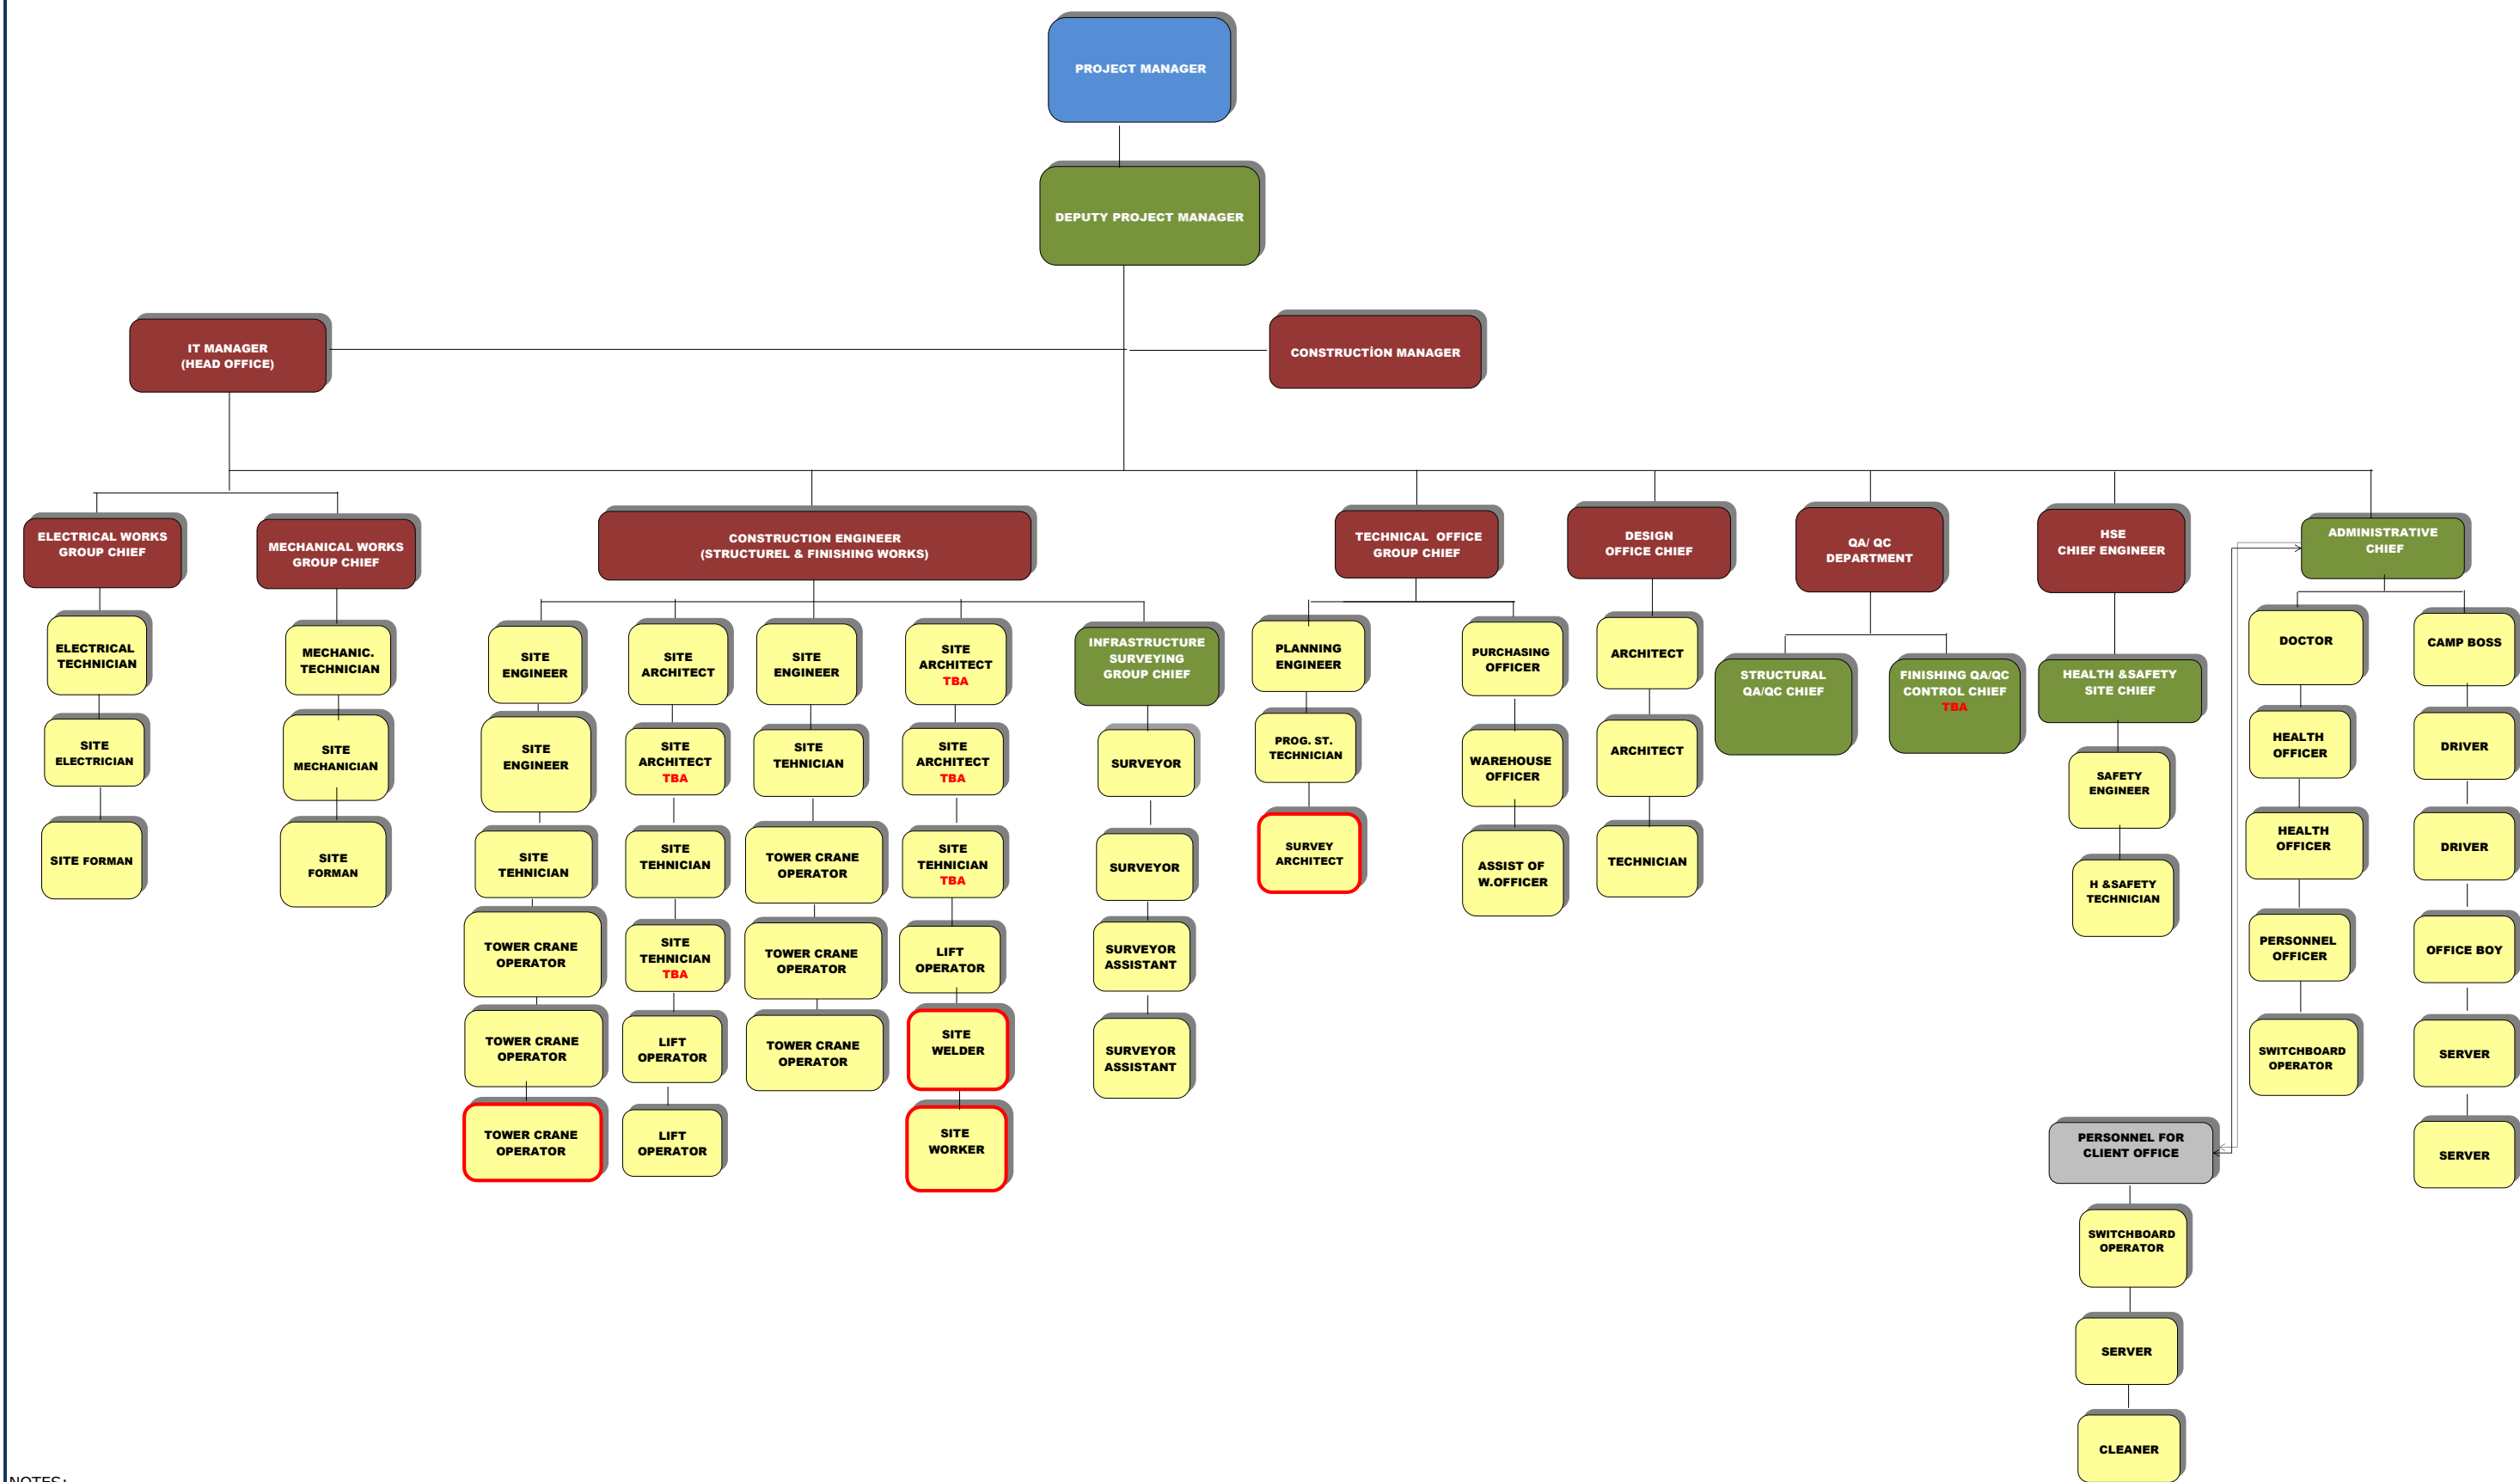 PROJECT MANAGER
DEPUTY PROJECT MANAGER
IT MANAGER
(HEAD OFFICE)
CONSTRUCTİON MANAGER
ELECTRICAL WORKS
GROUP CHIEF
MECHANICAL WORKS
GROUP CHIEF
CONSTRUCTION ENGINEER
(STRUCTUREL & FINISHING WORKS)
TECHNICAL OFFICE
GROUP CHIEF
DESIGN
OFFICE CHIEF
QA/ QC
DEPARTMENT
HSE
CHIEF ENGINEER
ADMINISTRATIVE
CHIEF
ELECTRICAL
TECHNICIAN
SITE
ELECTRICIAN
SITE FORMAN
MECHANIC.
TECHNICIAN
SITE
MECHANICIAN
SITE
FORMAN
SITE
ENGINEER
SITE
ENGINEER
SITE
TEHNICIAN
TOWER CRANE
OPERATOR
TOWER CRANE
OPERATOR
TOWER CRANE
OPERATOR
SITE
ARCHITECT
SITE
ARCHITECT
TBA
SITE
TEHNICIAN
SITE
TEHNICIAN
TBA
LIFT
OPERATOR
LIFT
OPERATOR
SITE
ENGINEER
SITE
TEHNICIAN
TOWER CRANE
OPERATOR
TOWER CRANE
OPERATOR
TOWER CRANE
OPERATOR
SITE
ARCHITECT
TBA
SITE
ARCHITECT
TBA
SITE
TEHNICIAN
TBA
LIFT
OPERATOR
SITE
WELDER
SITE
WORKER
INFRASTRUCTURE
SURVEYING
GROUP CHIEF
SURVEYOR
SURVEYOR
SURVEYOR
ASSISTANT
SURVEYOR
ASSISTANT
PLANNING
ENGINEER
PROG. ST.
TECHNICIAN
SURVEY
ARCHITECT
PURCHASING
OFFICER
WAREHOUSE
OFFICER
ASSIST OF
W.OFFICER
ARCHITECT
ARCHITECT
TECHNICIAN
STRUCTURAL
QA/QC CHIEF
FINISHING QA/QC
CONTROL CHIEF
TBA
HEALTH &SAFETY
SITE CHIEF
SAFETY
ENGINEER
H &SAFETY
TECHNICIAN
DOCTOR
HEALTH
OFFICER
HEALTH
OFFICER
PERSONNEL
OFFICER
SWITCHBOARD
OPERATOR
CAMP BOSS
DRIVER
DRIVER
OFFICE BOY
SERVER
SERVER
PERSONNEL FOR
CLIENT OFFICE
SWITCHBOARD
OPERATOR
SERVER
CLEANER
NOTES: